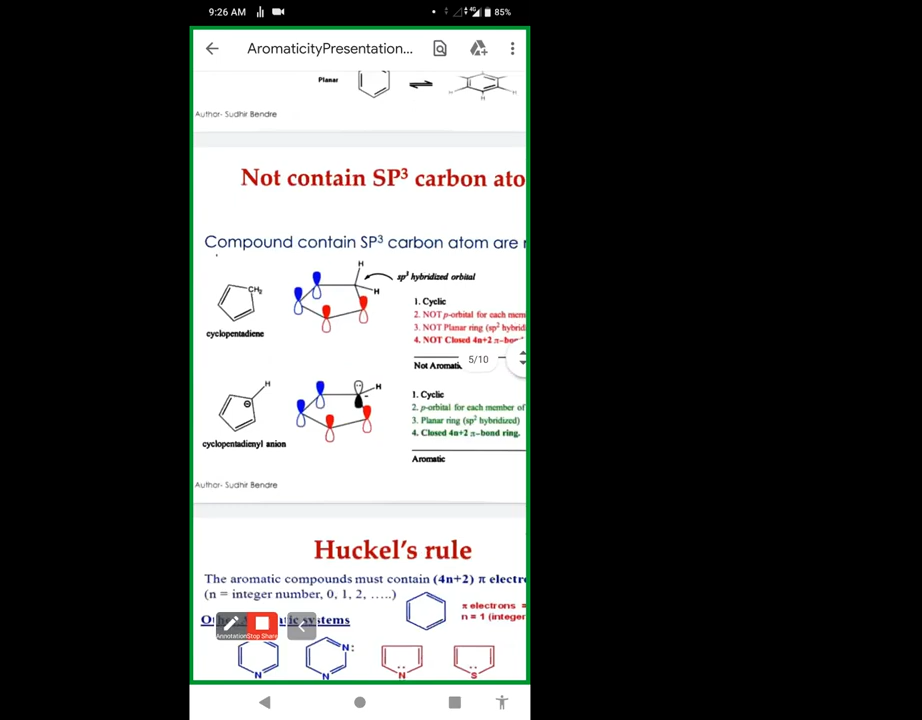 9:26 AM
4G
85%
AromaticityPresentation...
Planar
H
H
H
Author- Sudhir Bendre
Not contain SP³ carbon ato
Compound contain SP³ carbon atom are
CH₂
H
H
sp³ hybridized orbital
cyclopentadiene
1. Cyclic
2. NOT p-orbital for each mem
3. NOT Planar ring (sp² hybrid
4. NOT Closed 4n+2 π-bo
Not Aromati
5/10
H
H
cyclopentadienyl anion
1. Cyclic
2. p-orbital for each member of
3. Planar ring (sp² hybridized)
4. Closed 4n+2 π-bond ring.
Aromatic
Author- Sudhir Bendre
Huckel's rule
The aromatic compounds must contain (4n+2) π electr
(n = integer number, 0, 1, 2, …..)
π electrons =
n = 1 (integer
stems
Annotation
Stop Share
N
N:
N
N
S